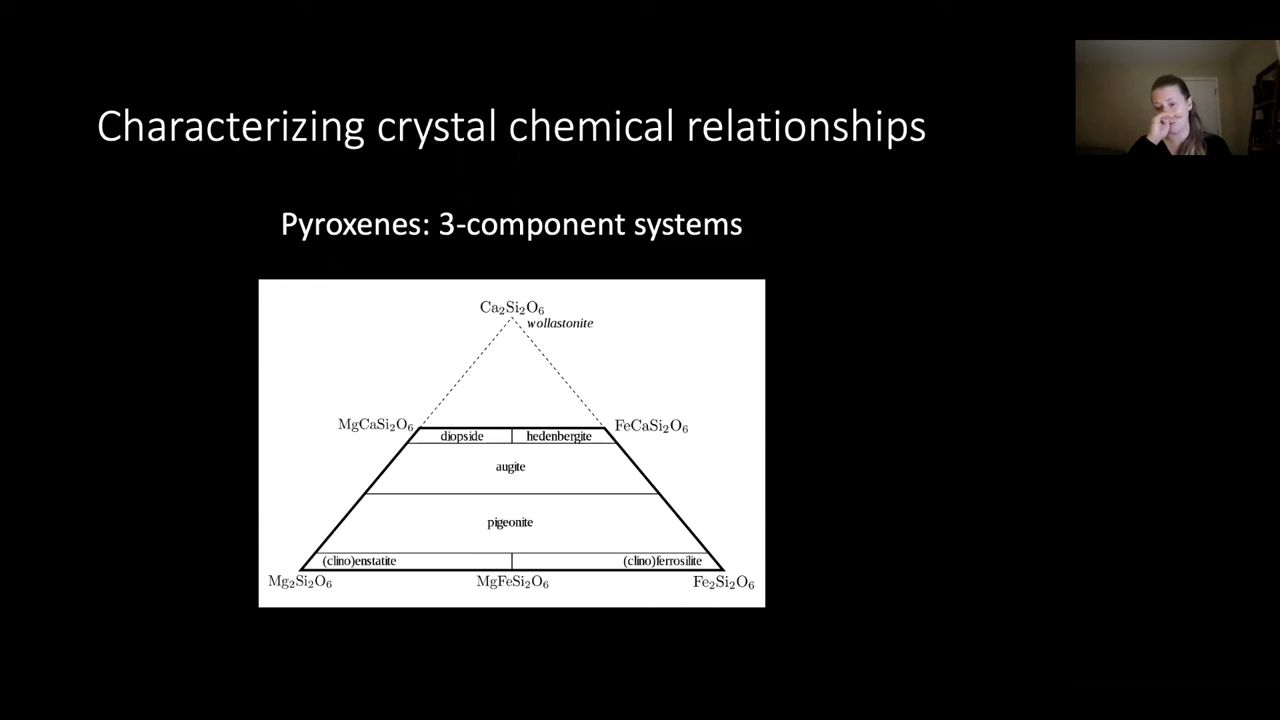 Characterizing crystal chemical relationships
Pyroxenes: 3-component systems
Ca₂Si₂O₆
wollastonite
MgCaSi₂O₆
FeCaSi₂O₆
diopside
hedenbergite
augite
pigeonite
(clino)enstatite
(clino)ferrosilite
Mg₂Si₂O₆
MgFeSi₂O₆
Fe₂Si₂O₆